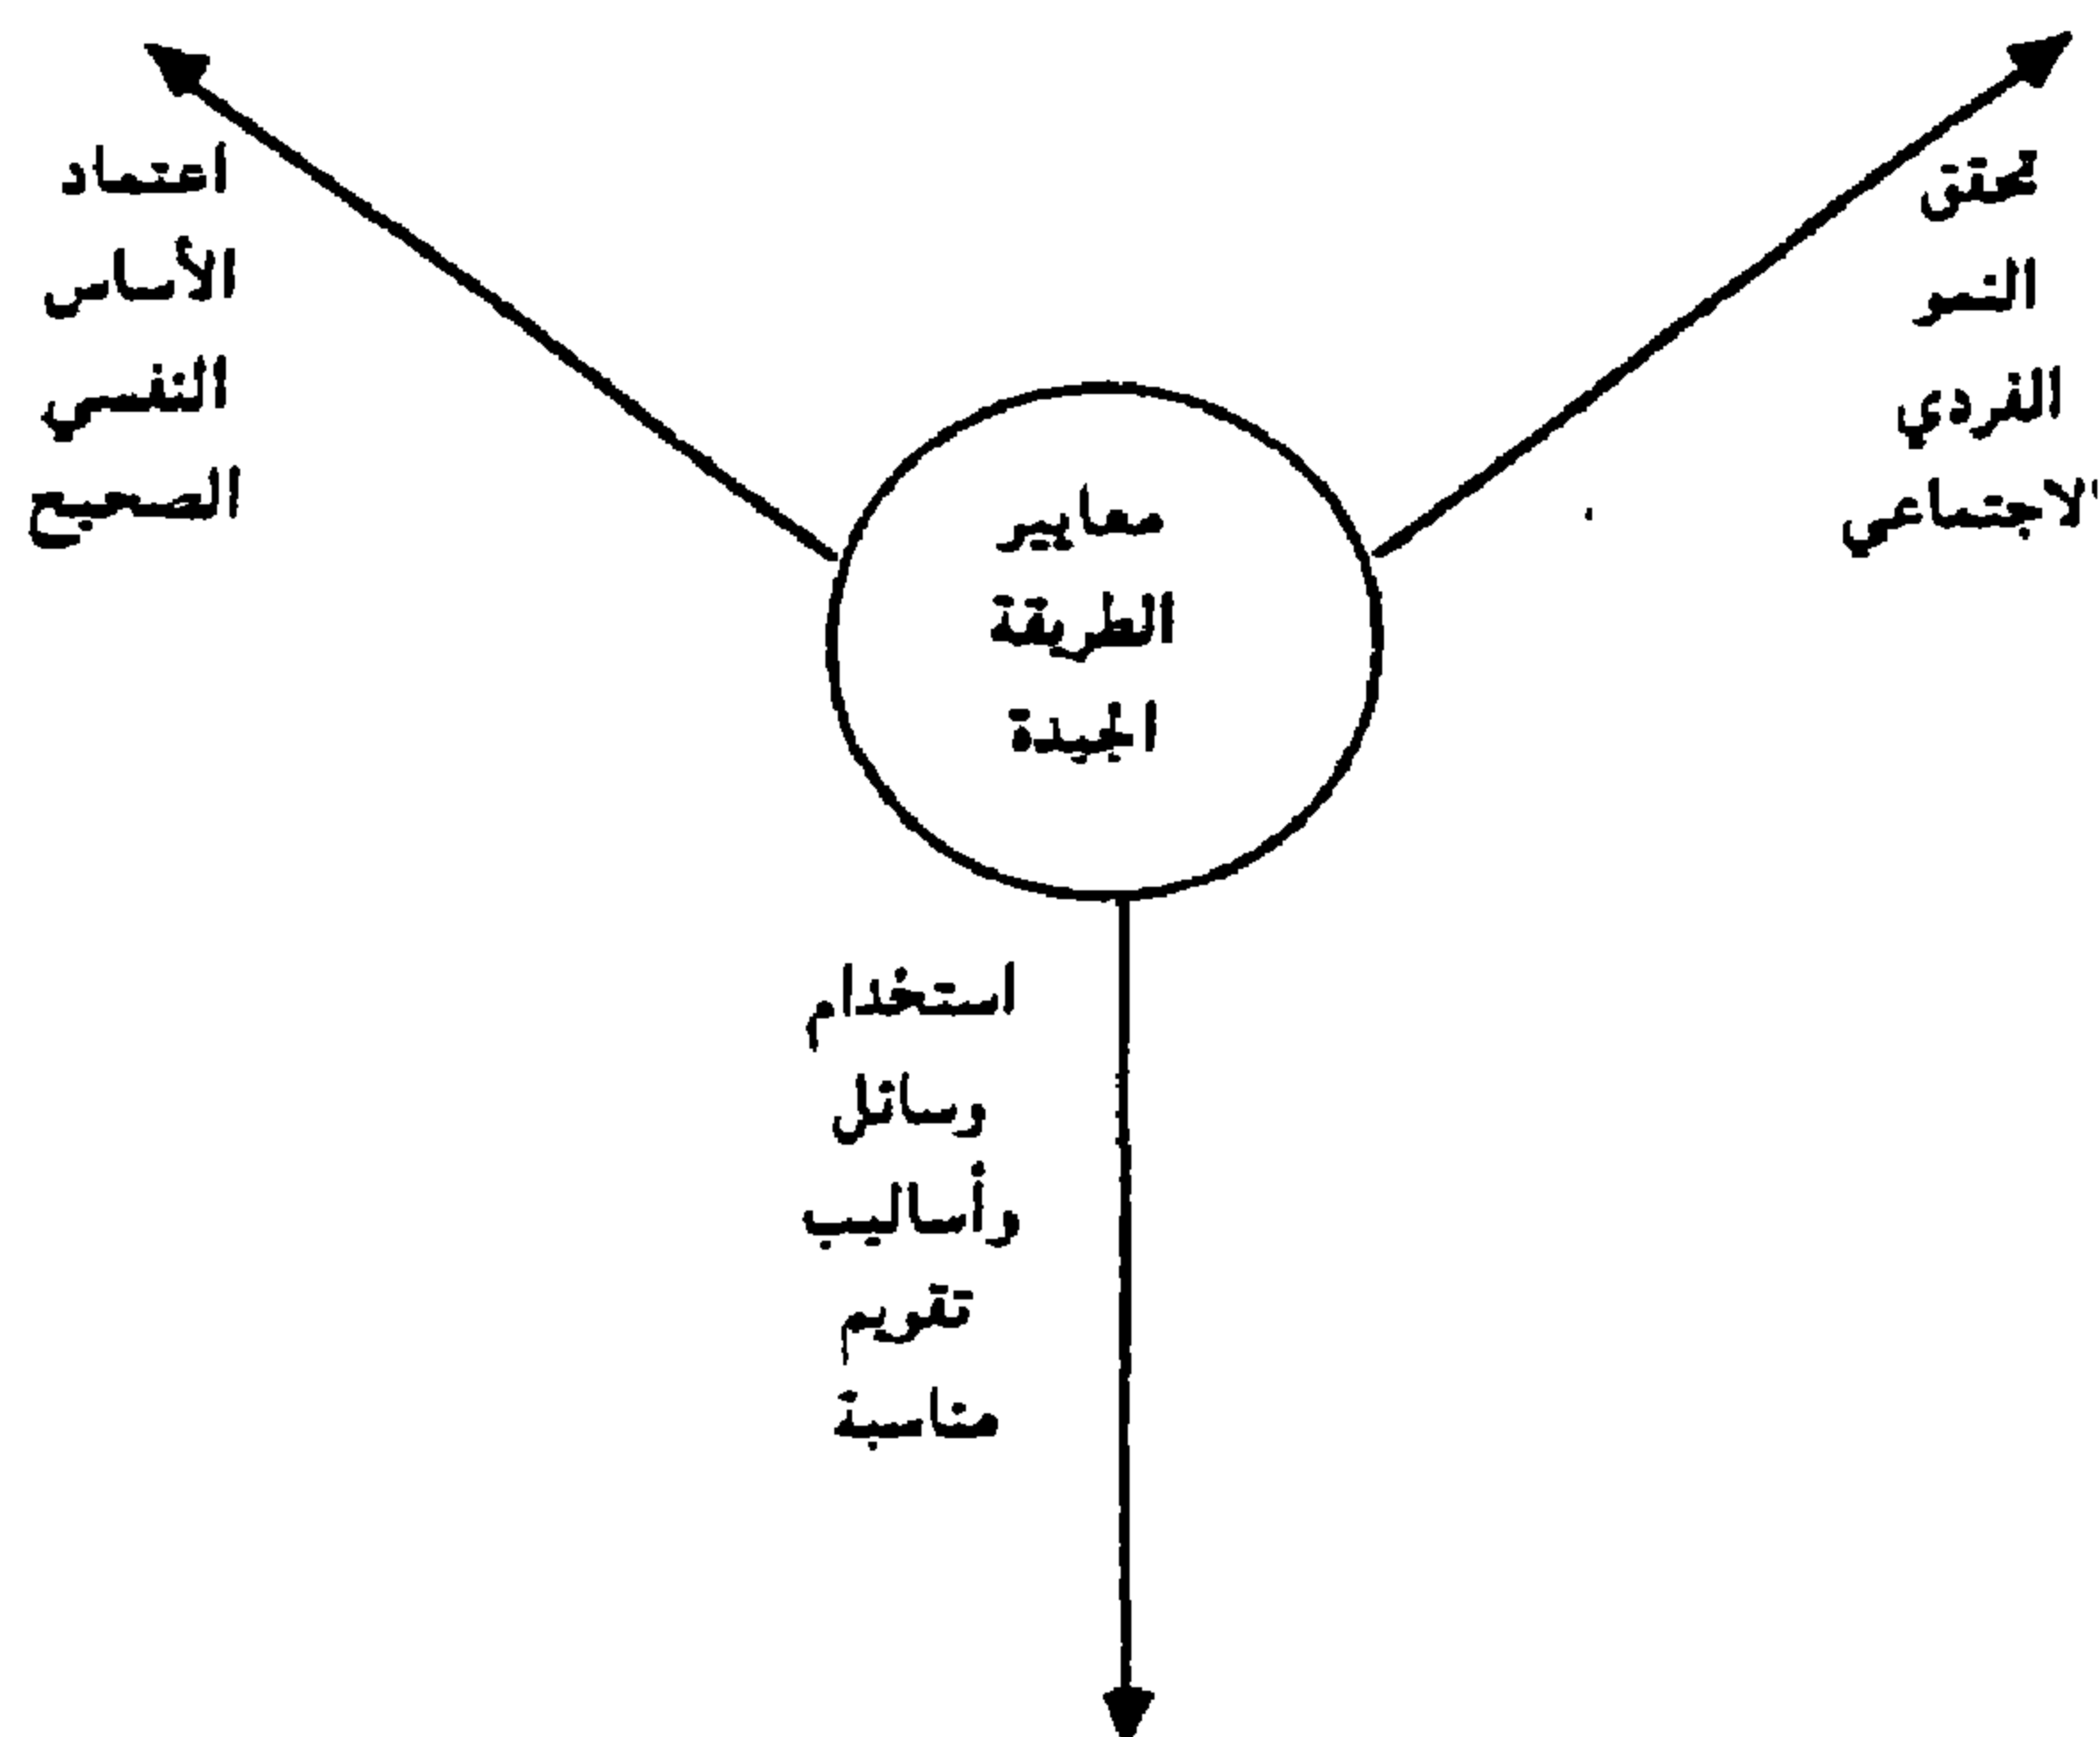 تحقق
النمو
الفردي
الاجتماعي
اعتماد
الأساس
النفسي
الصحيح
معايير
الطريقة
الجيدة
استخدام
وسائل
وأساليب
تقويم
مناسبة